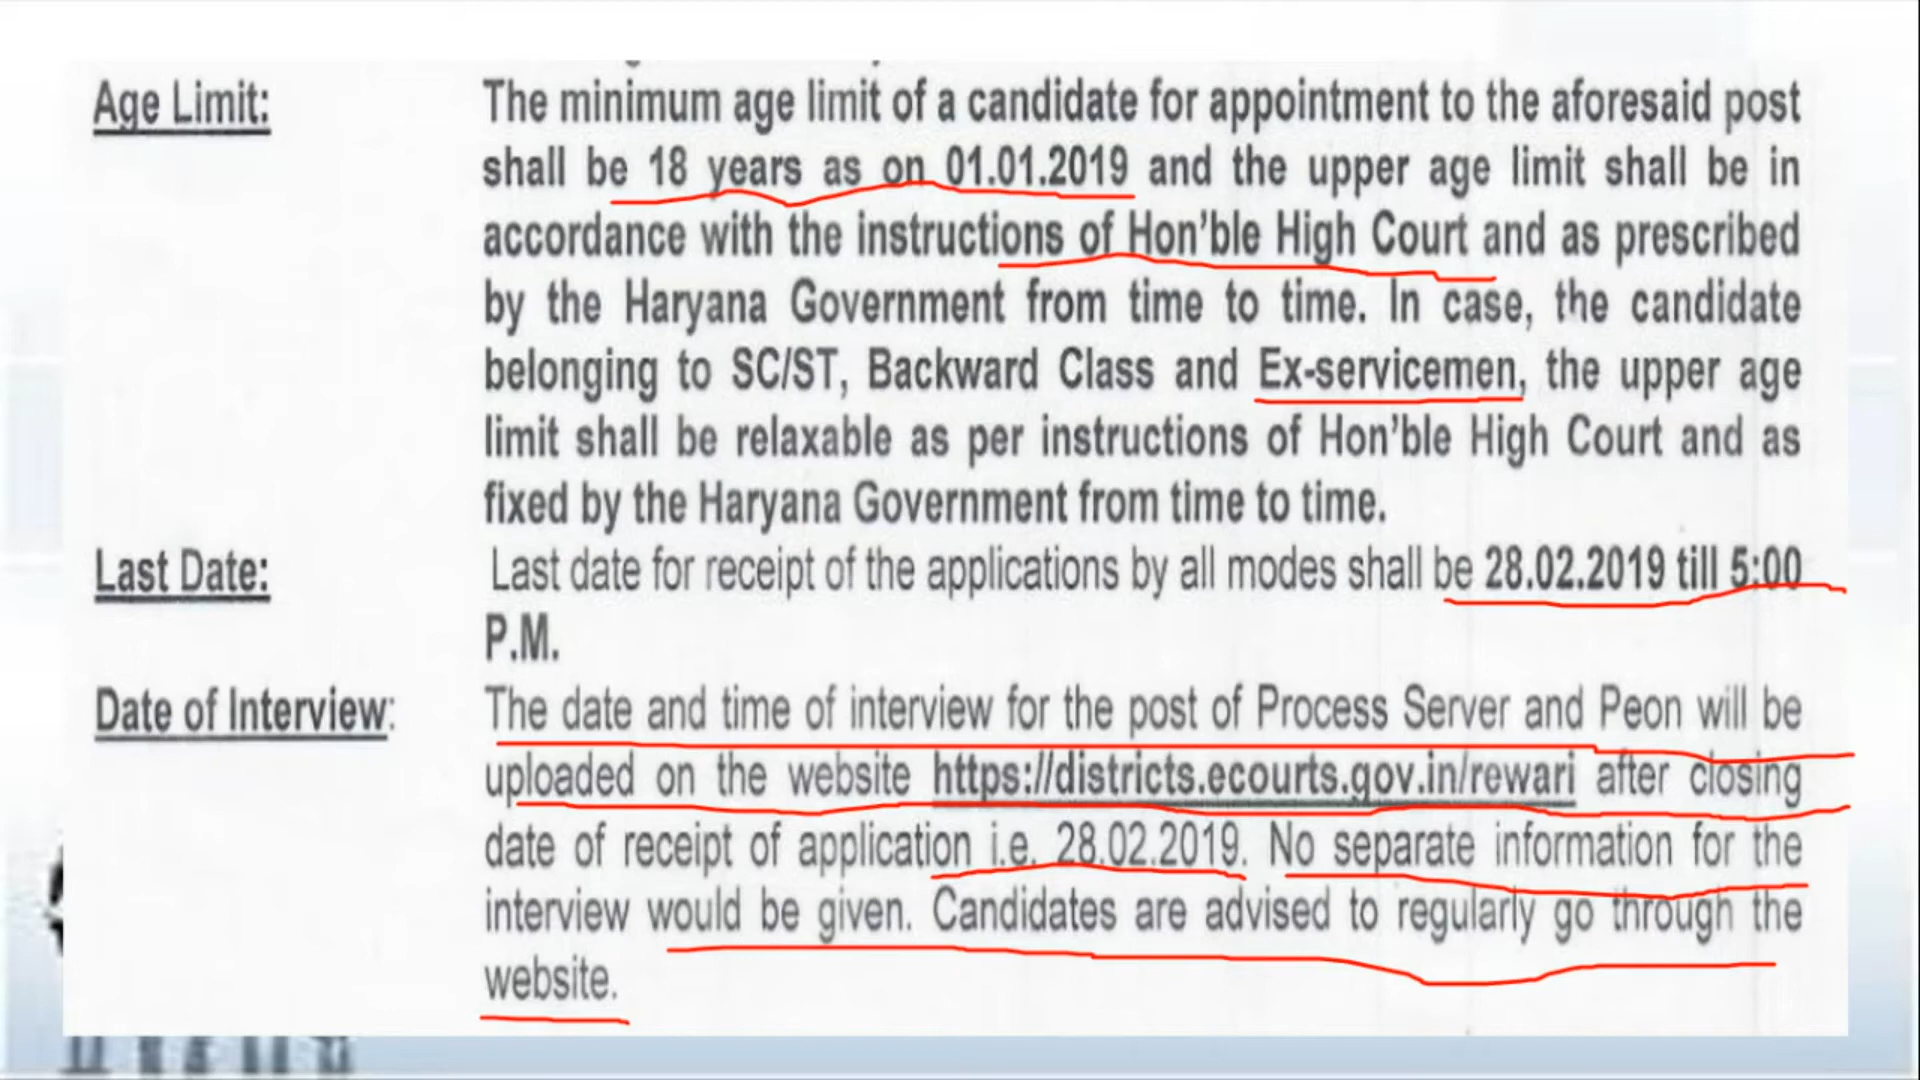 Age Limit: The minimum age limit of a candidate for appointment to the aforesaid post
shall be 18 years as on 01.01.2019 and the upper age limit shall be in
accordance with the instructions of Hon'ble High Court and as prescribed
by the Haryana Government from time to time. In case, the candidate
belonging to SC/ST, Backward Class and Ex-servicemen, the upper age
limit shall be relaxable as per instructions of Hon'ble High Court and as
fixed by the Haryana Government from time to time.
Last Date: Last date for receipt of the applications by all modes shall be 28.02.2019 till 5:00
P.M.
Date of Interview: The date and time of interview for the post of Process Server and Peon will be
uploaded on the website https://districts.ecourts.gov.in/rewari after closing
date of receipt of application i.e. 28.02.2019. No separate information for the
interview would be given. Candidates are advised to regularly go through the
website.